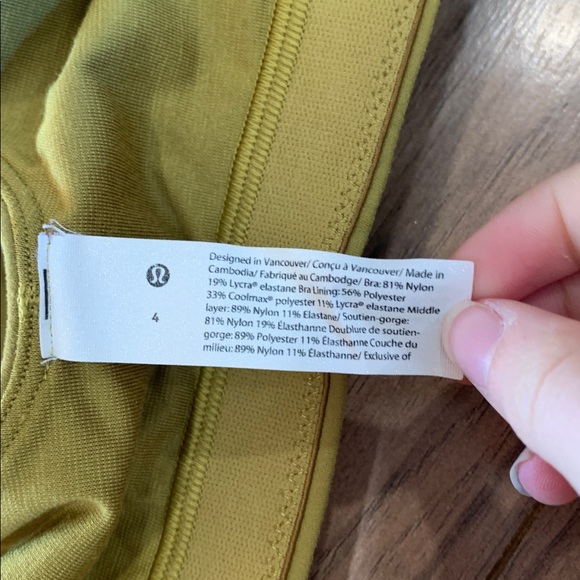 4
Designed in Vancouver/ Conçu à Vancouver/ Made in
Cambodia/ Fabriqué au Cambodge/ Bra: 81% Nylon
19% Lycra® elastane Bra Lining: 56% Polyester
33% Coolmax® polyester 11% Lycra® elastane Middle
layer: 89% Nylon 11% Elastane/ Soutien-gorge:
81% Nylon 19% Élasthanne Doublure de soutien-
gorge: 89% Polyester 11% Élasthanne Couche du
milieu: 89% Nylon 11% Élasthanne/ Exclusive of